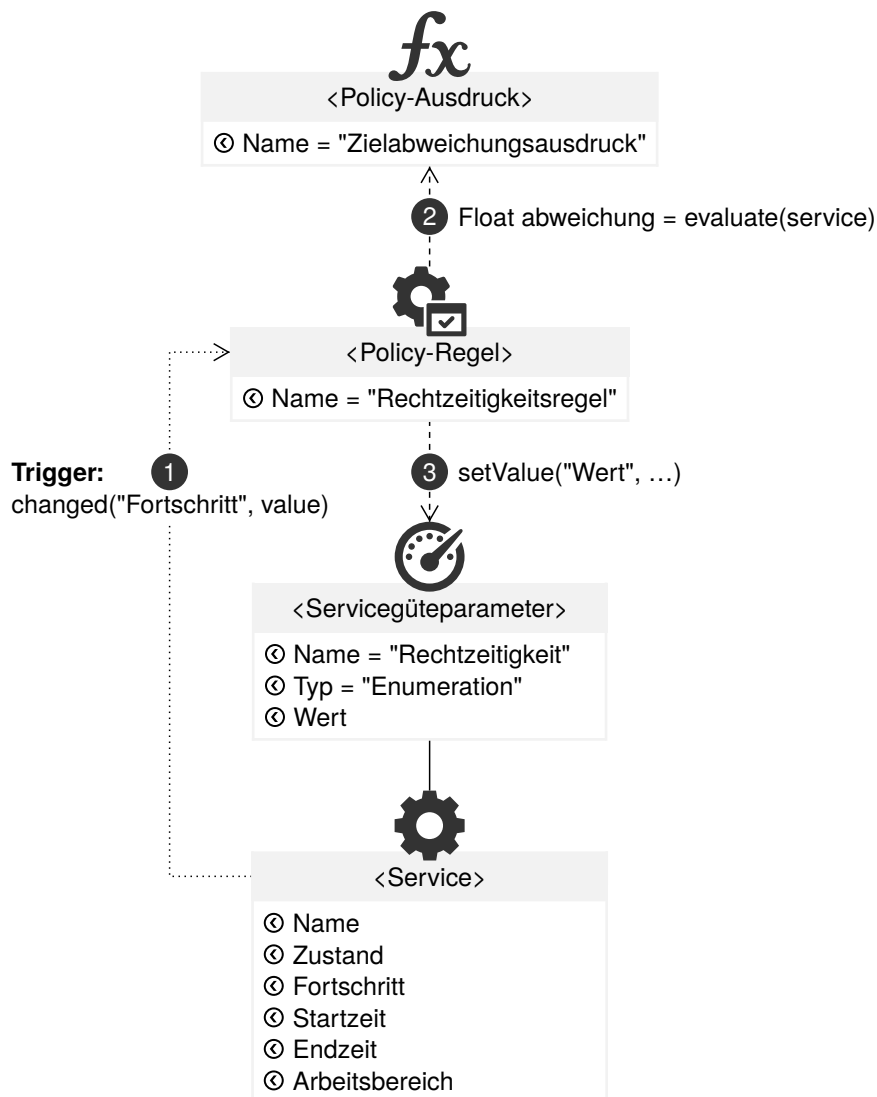 fx
<Policy-Ausdruck>
Name = "Zielabweichungsausdruck"
2 Float abweichung = evaluate(service)
<Policy-Regel>
Name = "Rechtzeitigkeitsregel"
Trigger: 1
changed("Fortschritt", value)
3 setValue("Wert", …)
<Servicegüteparameter>
Name = "Rechtzeitigkeit"
Typ = "Enumeration"
Wert
<Service>
Name
Zustand
Fortschritt
Startzeit
Endzeit
Arbeitsbereich